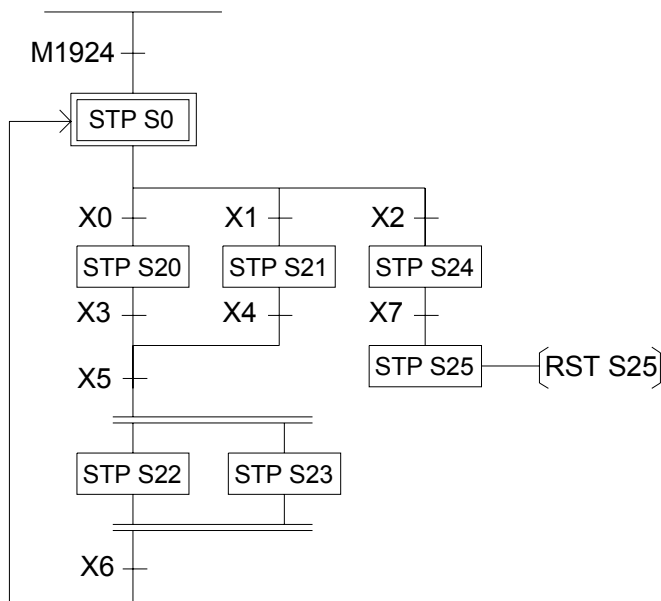 M1924
STP S0
X0 X1 X2
STP S20 STP S21 STP S24
X3 X4 X7
X5 STP S25 RST S25
STP S22 STP S23
X6